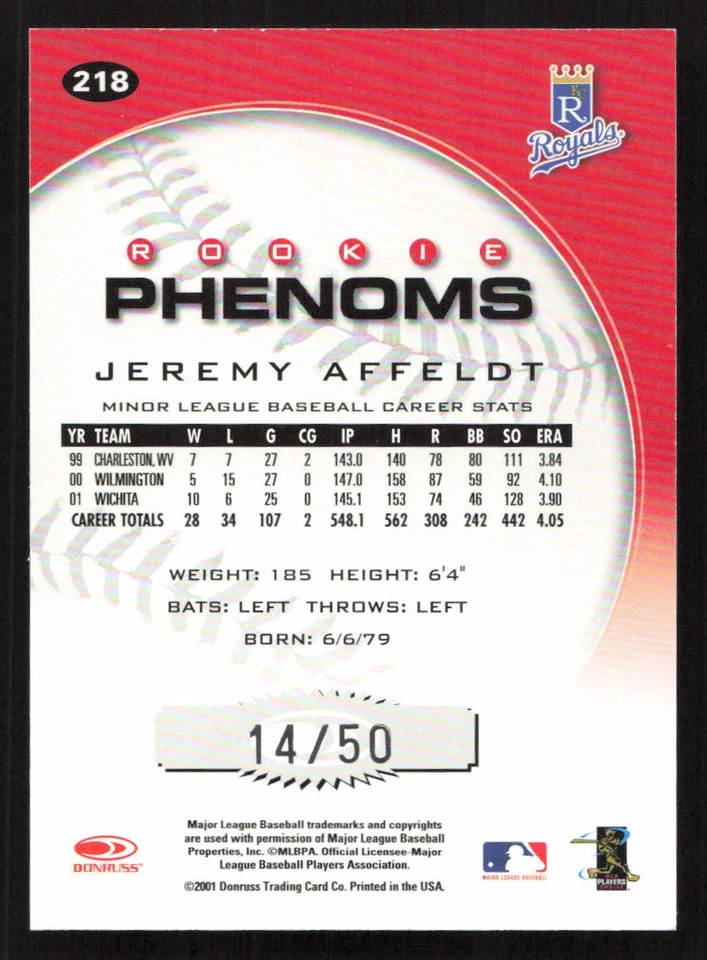 218
KC
R
Royals
ROOKIE
PHENOMS
JEREMY AFFELDT
MINOR LEAGUE BASEBALL CAREER STATS
YR TEAM W L G CG IP H R BB SO ERA
99 CHARLESTON, WV 7 7 27 2 143.0 140 78 80 111 3.84
00 WILMINGTON 5 15 27 0 147.0 158 87 59 92 4.10
01 WICHITA 10 6 25 0 145.1 153 74 46 128 3.90
CAREER TOTALS 28 34 107 2 548.1 562 308 242 442 4.05
WEIGHT: 185 HEIGHT: 6'4"
BATS: LEFT THROWS: LEFT
BORN: 6/6/79
14/50
Major League Baseball trademarks and copyrights
are used with permission of Major League Baseball
Properties, Inc. ©MLBPA. Official Licensee-Major
League Baseball Players Association.
©2001 Donruss Trading Card Co. Printed in the USA.
DONRUSS
MAJOR LEAGUE BASEBALL
MLB
PLAYERS
CHOICE